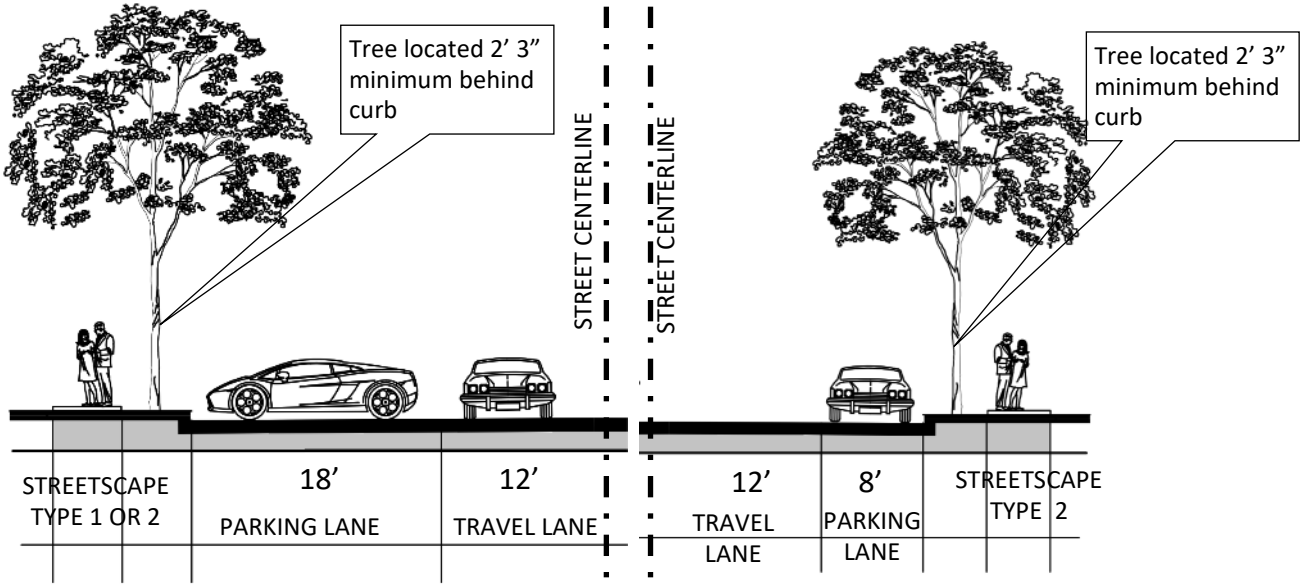 Tree located 2’ 3”
minimum behind
curb
STREET CENTERLINE
18’
12’
STREETSCAPE
TYPE 1 OR 2
PARKING LANE
TRAVEL LANE
Tree located 2’ 3”
minimum behind
curb
STREET CENTERLINE
12’
8’
STREETSCAPE
TYPE 2
TRAVEL
LANE
PARKING
LANE